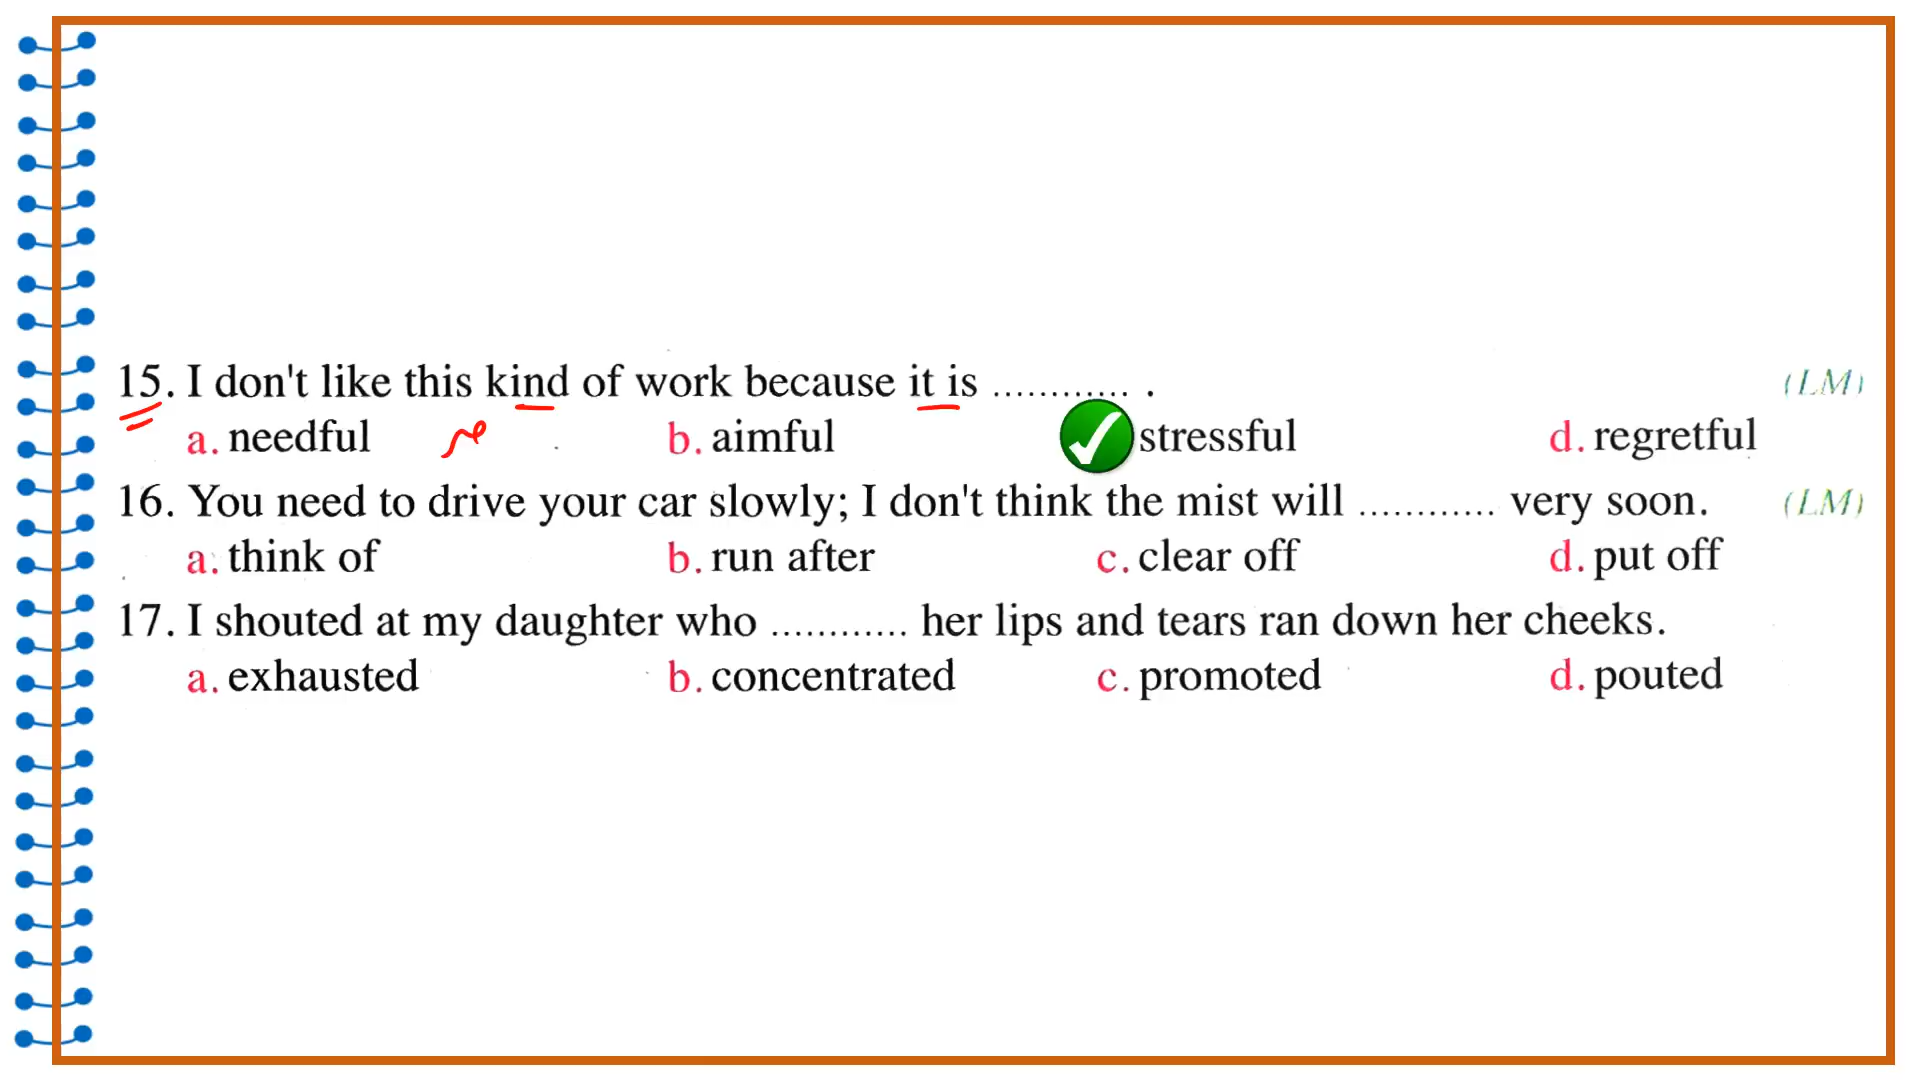 15. I don't like this kind of work because it is ............ . (LM)
a. needful b. aimful stressful d. regretful
16. You need to drive your car slowly; I don't think the mist will ............ very soon. (LM)
a. think of b. run after c. clear off d. put off
17. I shouted at my daughter who ............ her lips and tears ran down her cheeks.
a. exhausted b. concentrated c. promoted d. pouted